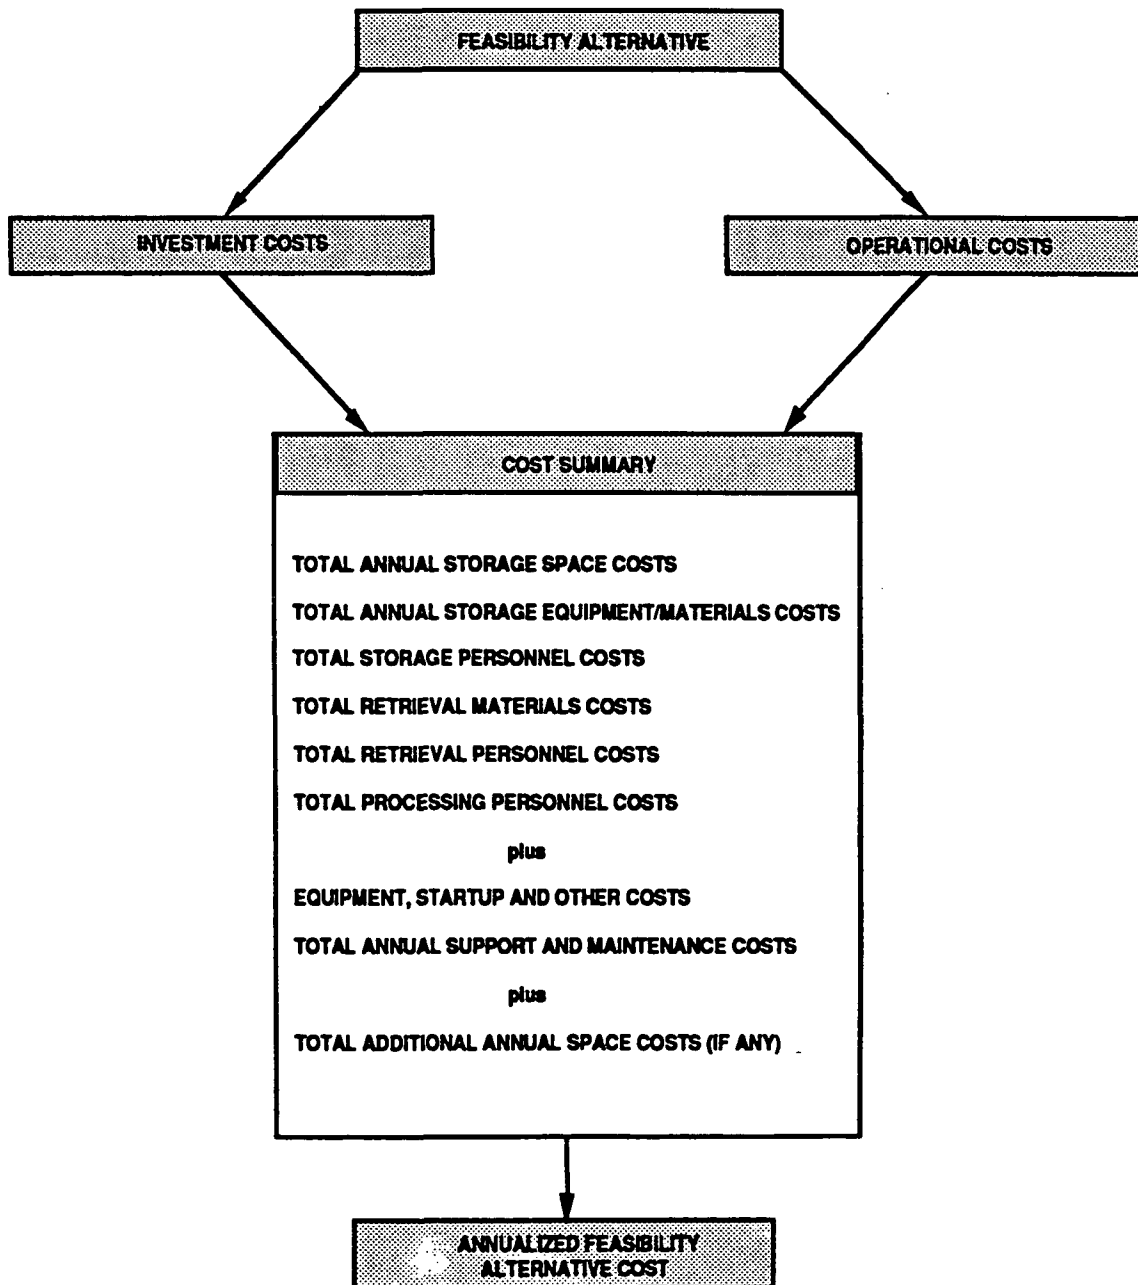 FEASIBILITY ALTERNATIVE
INVESTMENT COSTS
OPERATIONAL COSTS
COST SUMMARY
TOTAL ANNUAL STORAGE SPACE COSTS
TOTAL ANNUAL STORAGE EQUIPMENT/MATERIALS COSTS
TOTAL STORAGE PERSONNEL COSTS
TOTAL RETRIEVAL MATERIALS COSTS
TOTAL RETRIEVAL PERSONNEL COSTS
TOTAL PROCESSING PERSONNEL COSTS
plus
EQUIPMENT, STARTUP AND OTHER COSTS
TOTAL ANNUAL SUPPORT AND MAINTENANCE COSTS
plus
TOTAL ADDITIONAL ANNUAL SPACE COSTS (IF ANY)
ANNUALIZED FEASIBILITY
ALTERNATIVE COST